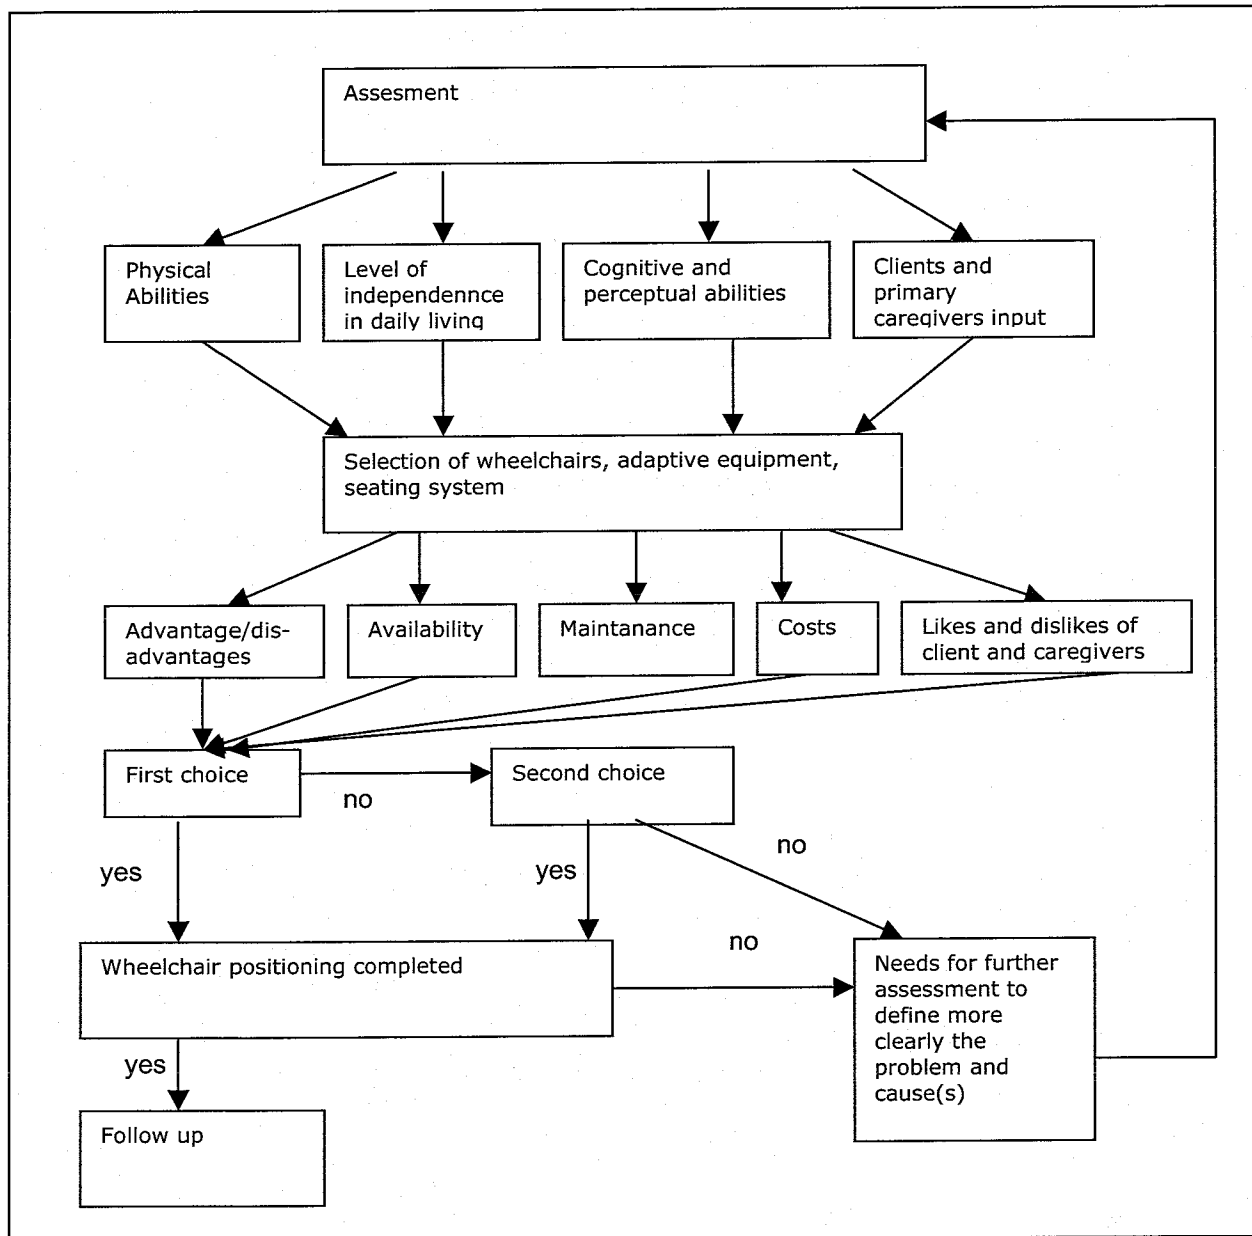 Assesment
Physical
Abilities
Level of
independennce
in daily living
Cognitive and
perceptual abilities
Clients and
primary
caregivers input
Selection of wheelchairs, adaptive equipment,
seating system
Advantage/dis-
advantages
Availability
Maintanance
Costs
Likes and dislikes of
client and caregivers
First choice
no
Second choice
yes
yes
no
Wheelchair positioning completed
no
Needs for further
assessment to
define more
clearly the
problem and
cause(s)
yes
Follow up